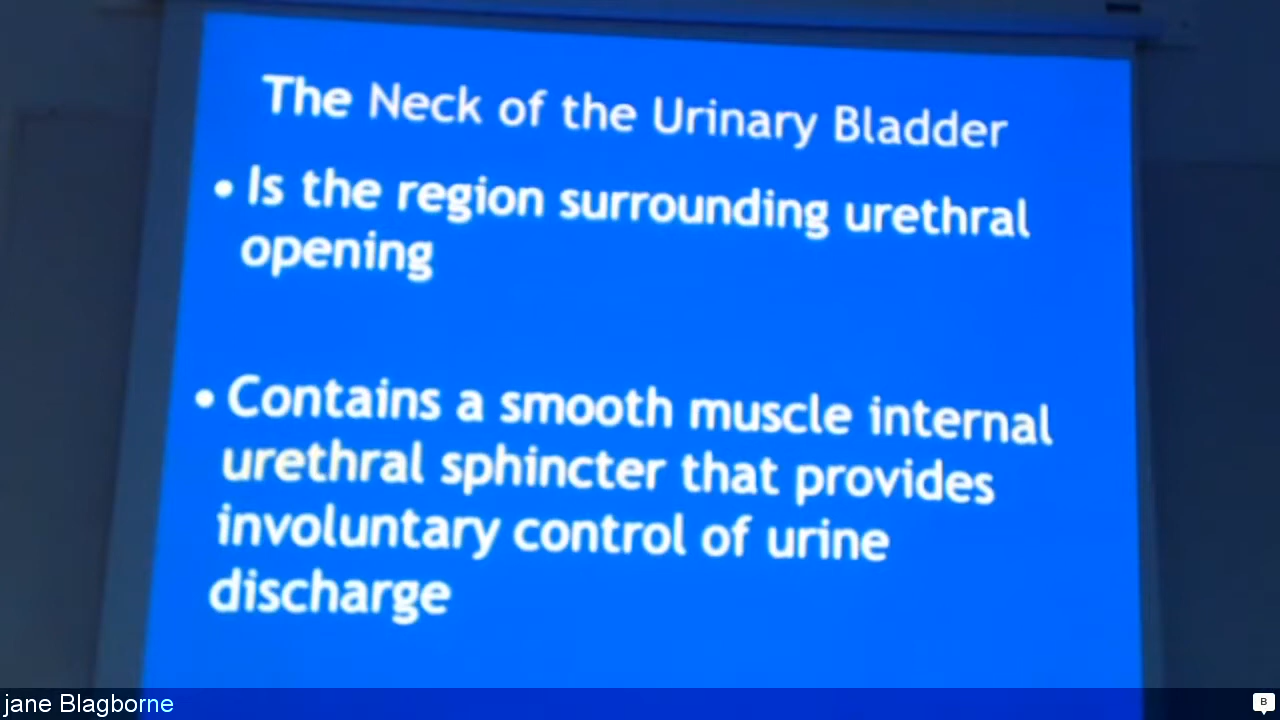 The Neck of the Urinary Bladder
• Is the region surrounding urethral
opening
• Contains a smooth muscle internal
urethral sphincter that provides
involuntary control of urine
discharge
jane Blagborne
B